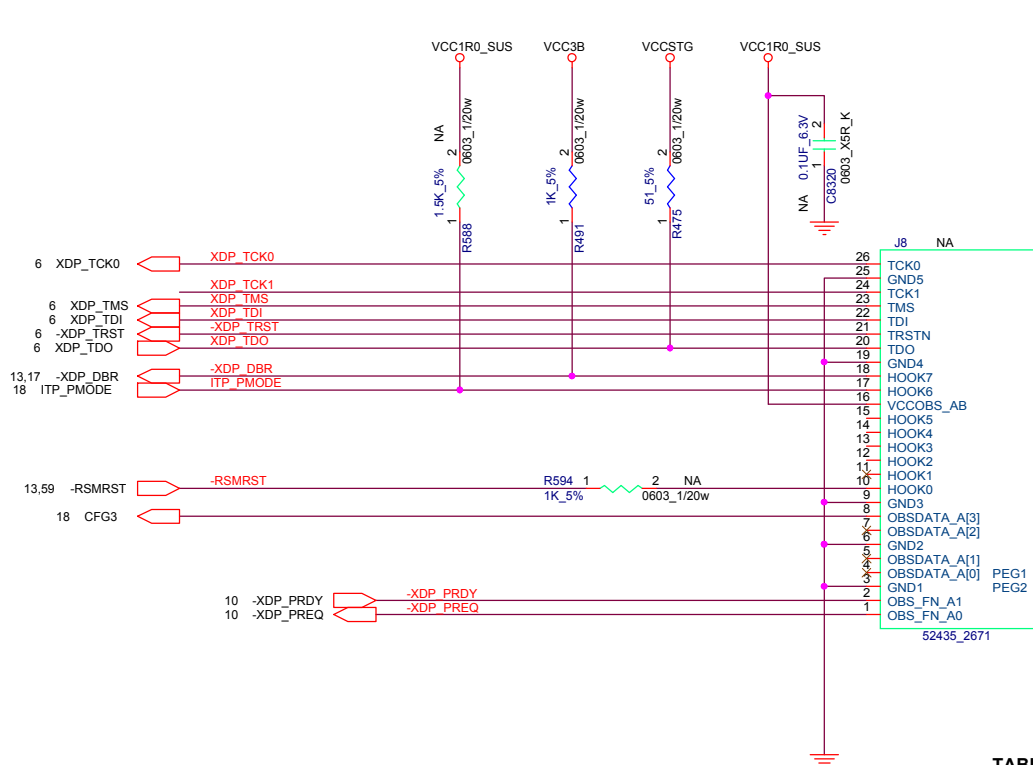 VCC1R0_SUS VCC3B VCCSTG VCC1R0_SUS
NA
1.5K_5%
2
1
0603_1/20w
R588
1K_5%
2
1
0603_1/20w
R491
51_5%
2
1
0603_1/20w
R475
NA 0.1UF_6.3V
2
1
C8320
0603_X5R_K
J8 NA
6 XDP_TCK0 XDP_TCK0 26 TCK0
25 GND5
XDP_TCK1 24 TCK1
6 XDP_TMS XDP_TMS 23 TMS
6 XDP_TDI XDP_TDI 22 TDI
6 -XDP_TRST -XDP_TRST 21 TRSTN
6 XDP_TDO XDP_TDO 20 TDO
19 GND4
13,17 -XDP_DBR -XDP_DBR 18 HOOK7
18 ITP_PMODE ITP_PMODE 17 HOOK6
16 VCCOBS_AB
15 HOOK5
14 HOOK4
13 HOOK3
12 HOOK2
11 HOOK1
13,59 -RSMRST -RSMRST R594 1 2 NA 10 HOOK0
1K_5% 0603_1/20w
9 GND3
18 CFG3 8 OBSDATA_A[3]
7 OBSDATA_A[2]
6 GND2
5 OBSDATA_A[1]
4 OBSDATA_A[0] PEG1
3 GND1 PEG2
10 -XDP_PRDY -XDP_PRDY 2 OBS_FN_A1
10 -XDP_PREQ -XDP_PREQ 1 OBS_FN_A0
52435_2671